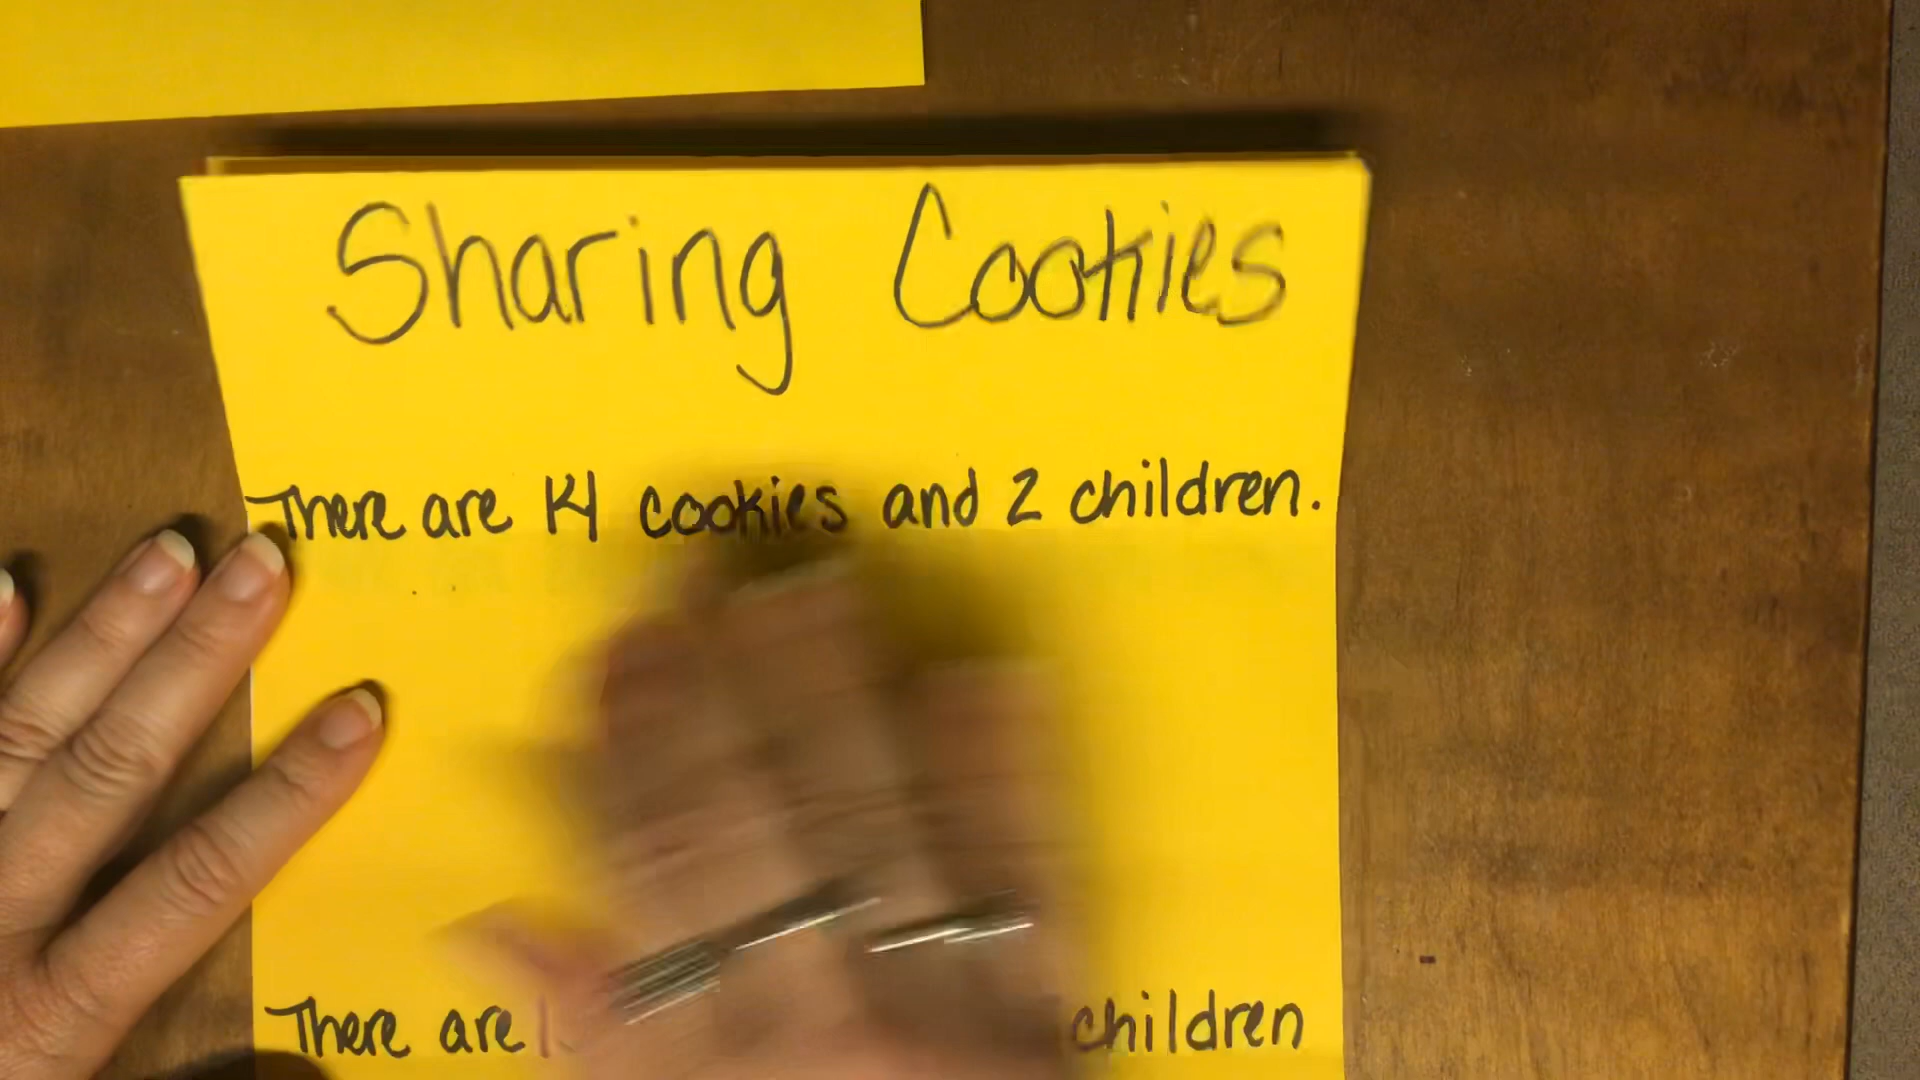 Sharing Cookies
There are 14 cookies and 2 children.
There are children